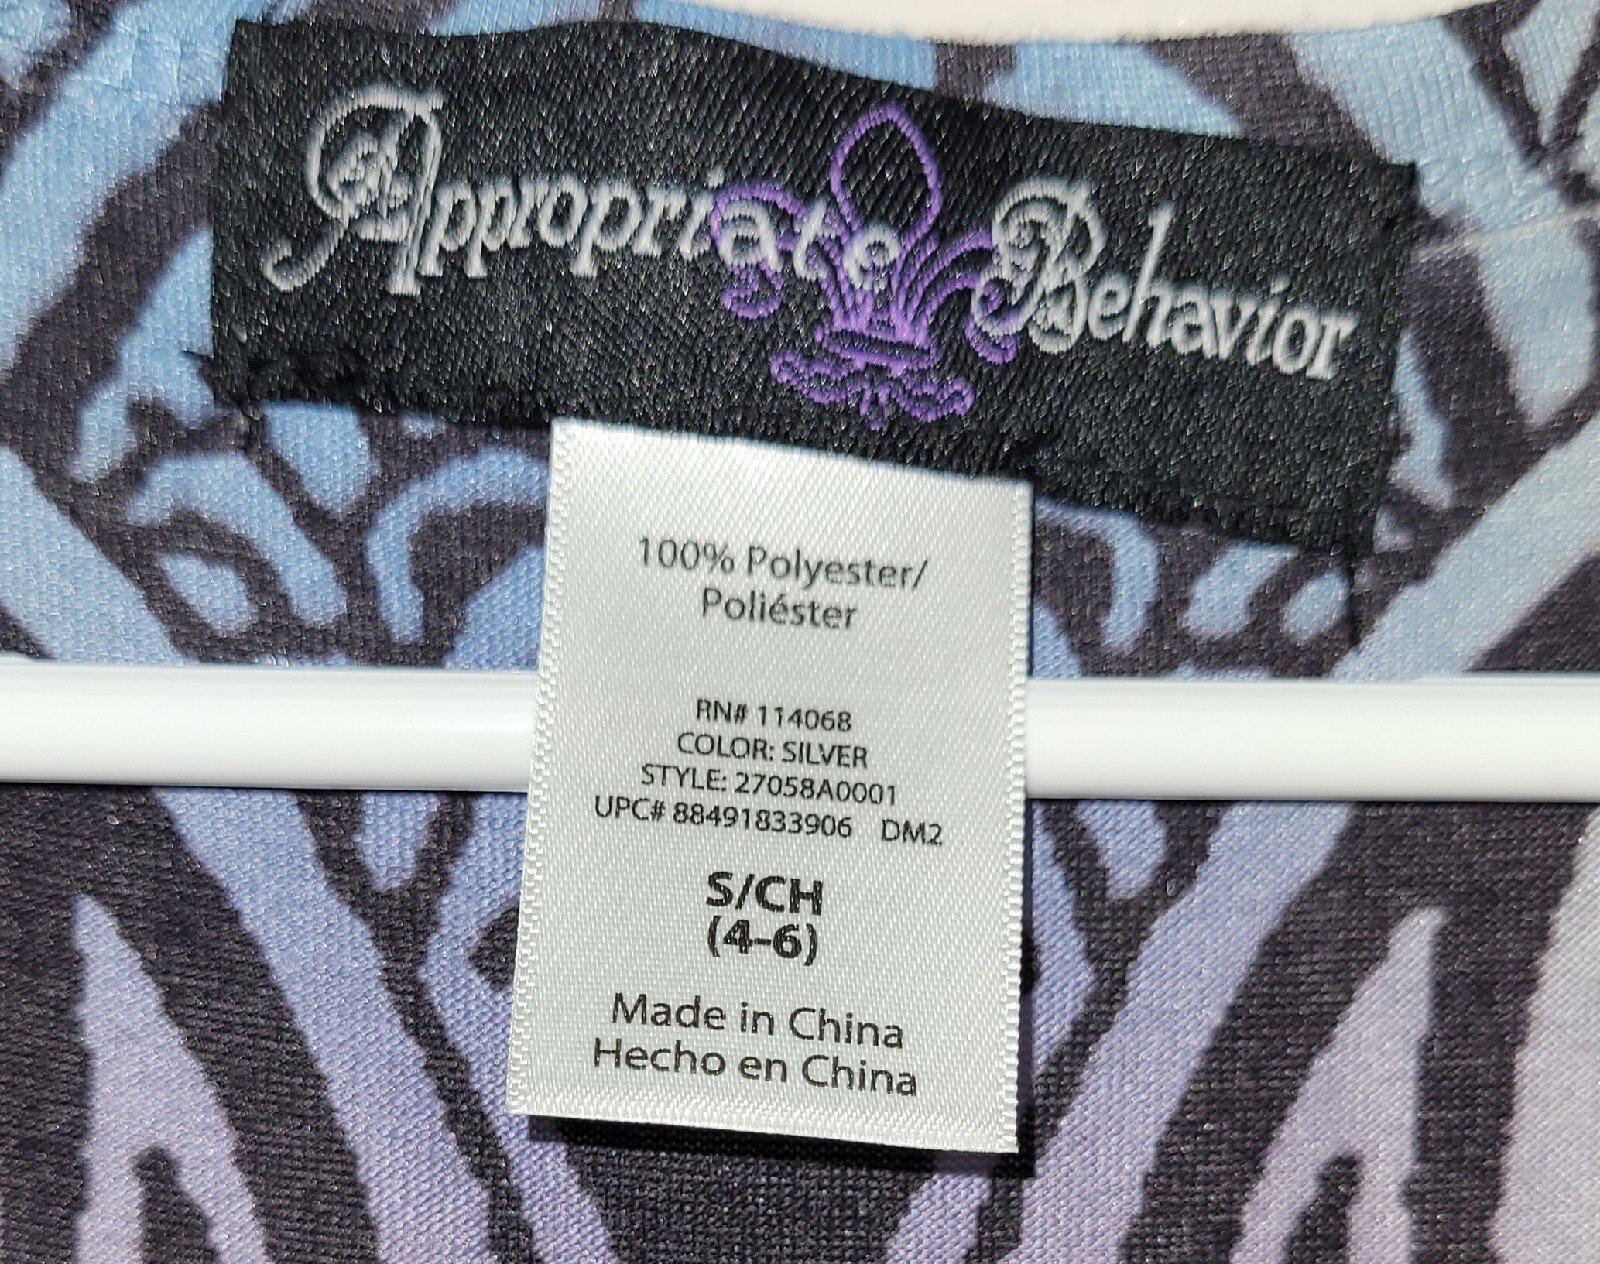 Appropriate Behavior
100% Polyester/
Poliéster
RN# 114068
COLOR: SILVER
STYLE: 27058A0001
UPC# 88491833906 DM2
S/CH
(4-6)
Made in China
Hecho en China